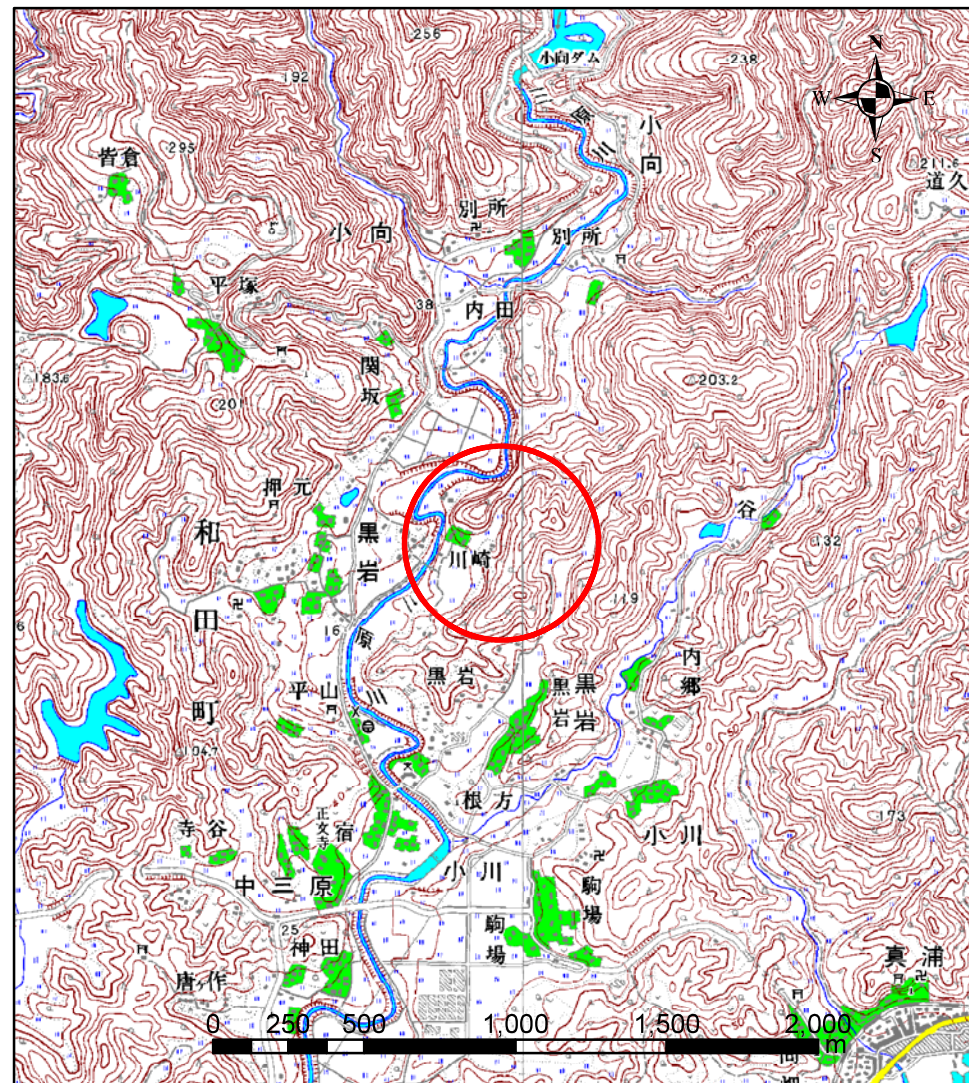 256
小向ダム
N
W
E
S
192
238
川原川
小向
皆倉
295
211.6
道久
別所
小向
別所
平塚
38
内田
関坂
183.6
201
203.2
押元
谷
和田町
黒岩
川崎
132
119
16
川原川
黒岩
黒岩
黒岩
内郷
平山
104.7
根方
173
寺谷
正文寺
宿
小川
小川
中三原
駒場
駒場
25
神田
真浦
唐ヶ作
0 250 500 1,000 1,500 2,000
m